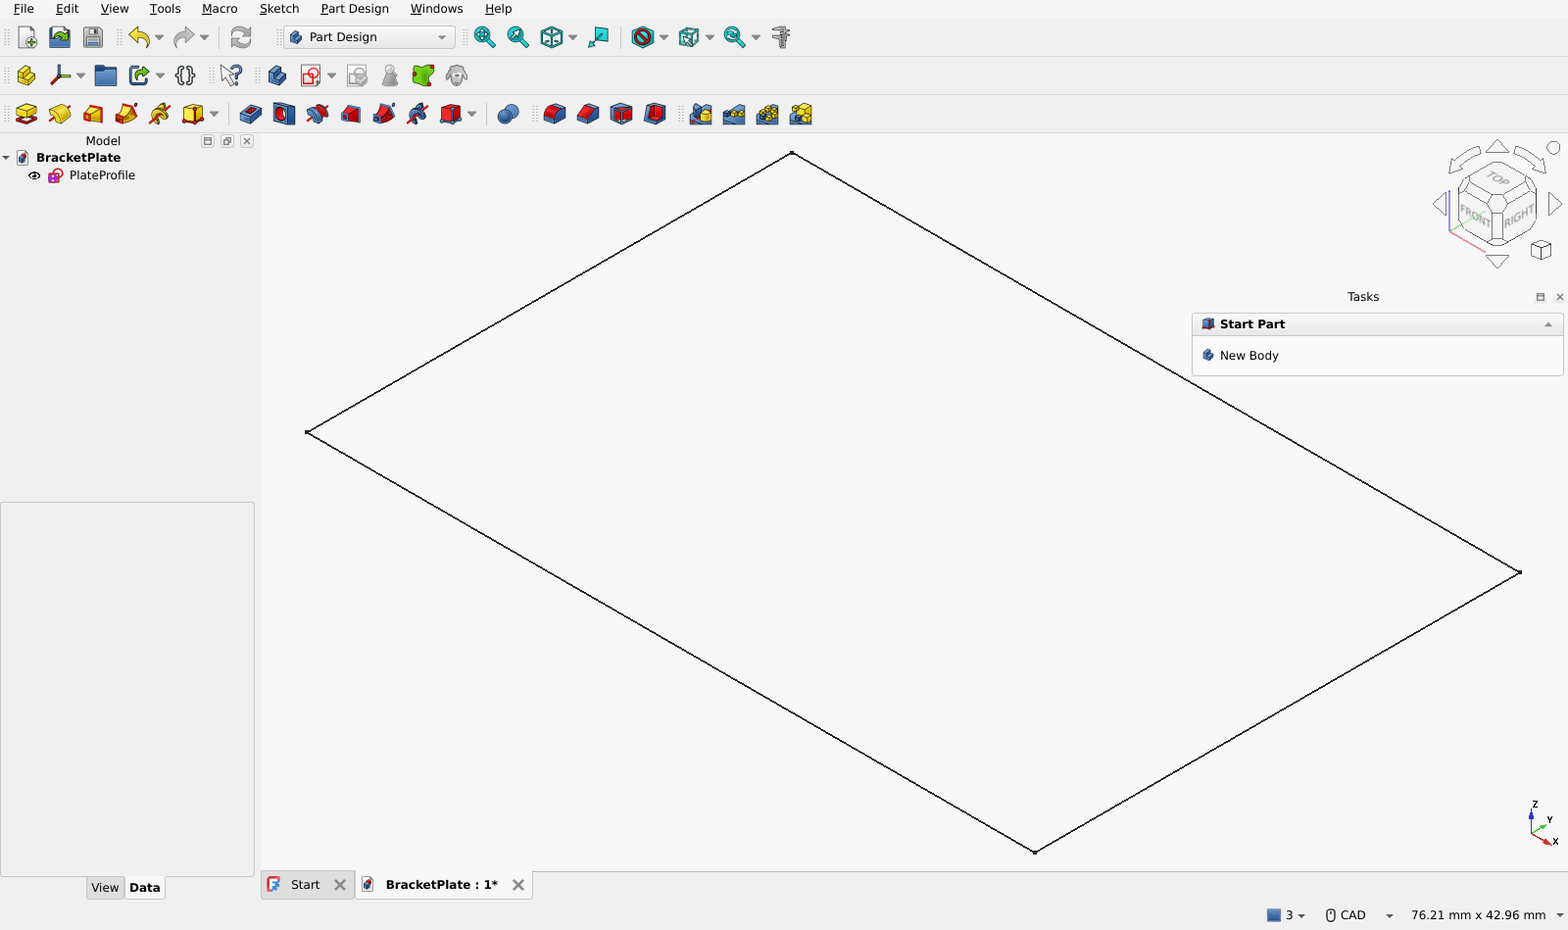 File Edit View Tools Macro Sketch Part Design Windows Help
Part Design
Model
BracketPlate
PlateProfile
TOP
FRONT
RIGHT
Tasks
Start Part
New Body
Z
Y
X
View Data
Start
BracketPlate : 1*
3
CAD
76.21 mm x 42.96 mm